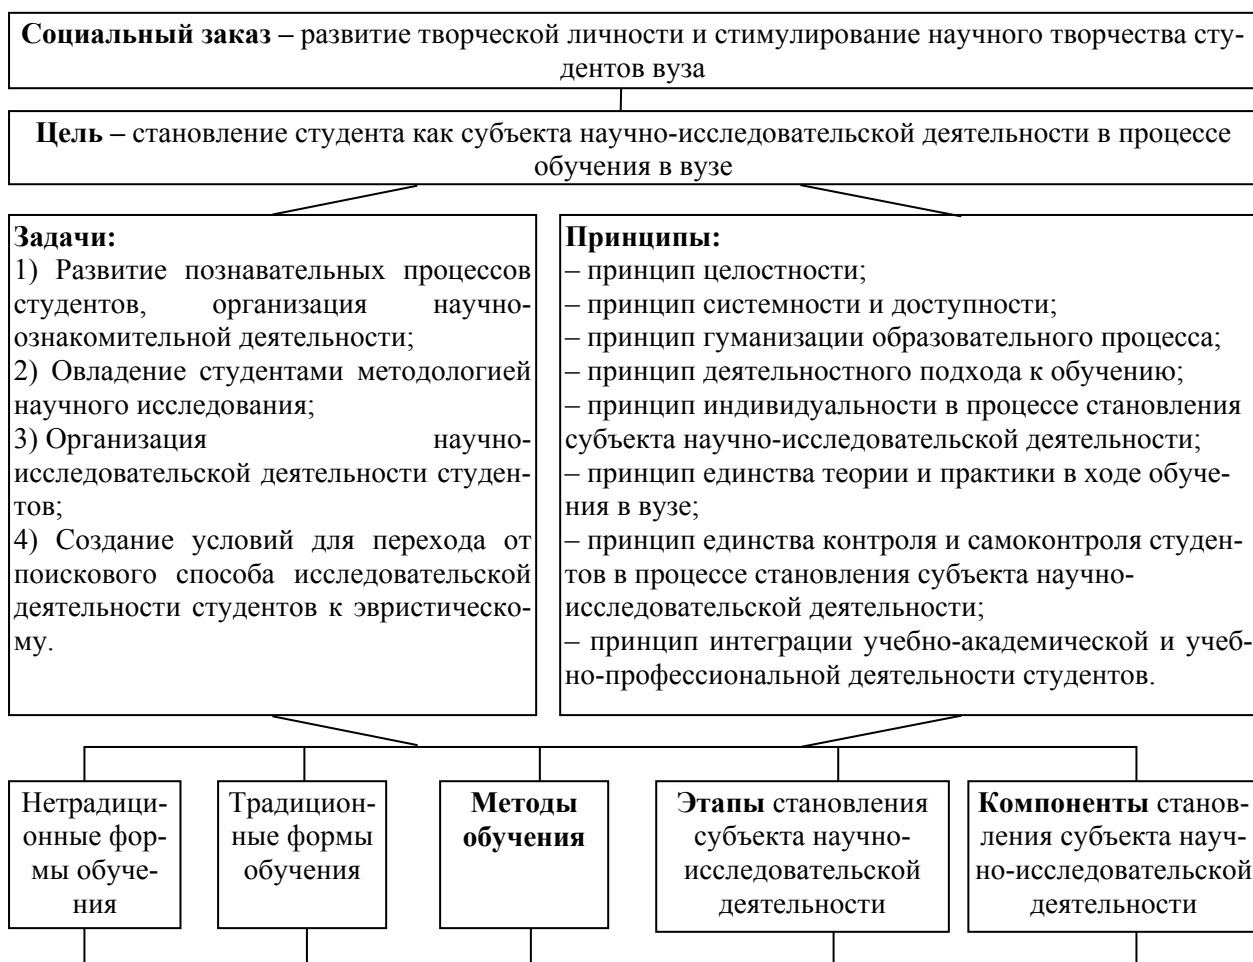 Социальный заказ – развитие творческой личности и стимулирование научного творчества сту-
дентов вуза
Цель – становление студента как субъекта научно-исследовательской деятельности в процессе
обучения в вузе
Задачи:
1) Развитие познавательных процессов
студентов, организация научно-
ознакомительной деятельности;
2) Овладение студентами методологией
научного исследования;
3) Организация научно-
исследовательской деятельности студен-
тов;
4) Создание условий для перехода от
поискового способа исследовательской
деятельности студентов к эвристическо-
му.
Принципы:
– принцип целостности;
– принцип системности и доступности;
– принцип гуманизации образовательного процесса;
– принцип деятельностного подхода к обучению;
– принцип индивидуальности в процессе становления
субъекта научно-исследовательской деятельности;
– принцип единства теории и практики в ходе обуче-
ния в вузе;
– принцип единства контроля и самоконтроля студен-
тов в процессе становления субъекта научно-
исследовательской деятельности;
– принцип интеграции учебно-академической и учеб-
но-профессиональной деятельности студентов.
Нетрадици-
онные фор-
мы обуче-
ния
Традицион-
ные формы
обучения
Методы
обучения
Этапы становления
субъекта научно-
исследовательской
деятельности
Компоненты станов-
ления субъекта науч-
но-исследовательской
деятельности